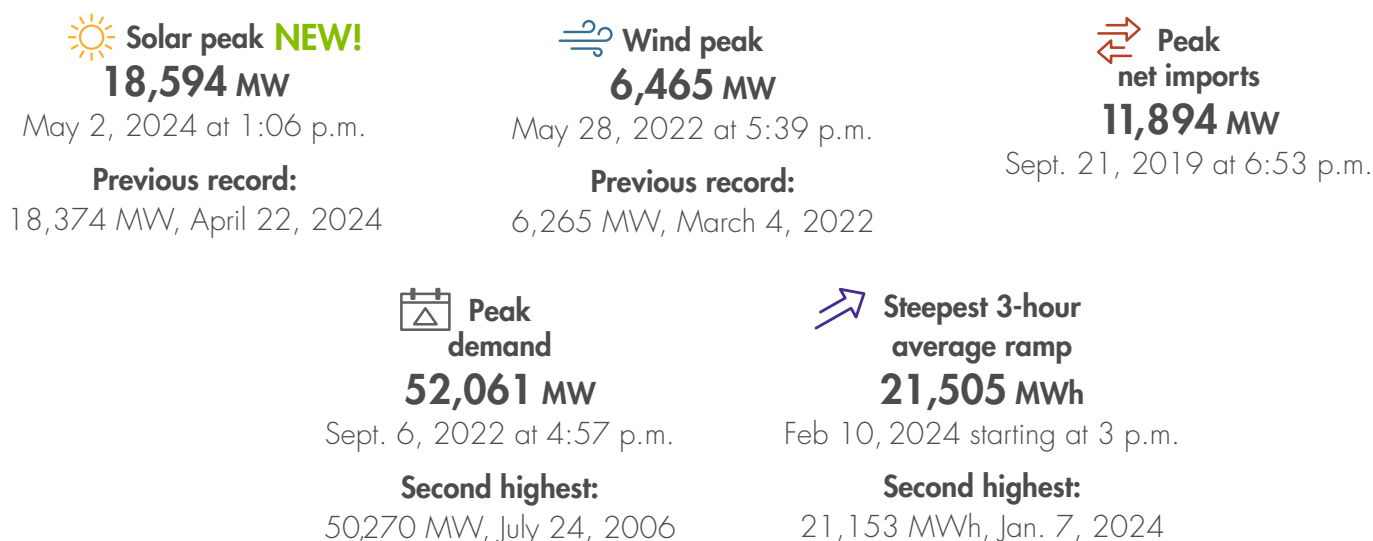 Solar peak NEW!
18,594 MW
May 2, 2024 at 1:06 p.m.
Previous record:
18,374 MW, April 22, 2024
Wind peak
6,465 MW
May 28, 2022 at 5:39 p.m.
Previous record:
6,265 MW, March 4, 2022
Peak
net imports
11,894 MW
Sept. 21, 2019 at 6:53 p.m.
Peak
demand
52,061 MW
Sept. 6, 2022 at 4:57 p.m.
Second highest:
50,270 MW, July 24, 2006
Steepest 3-hour
average ramp
21,505 MWh
Feb 10, 2024 starting at 3 p.m.
Second highest:
21,153 MWh, Jan. 7, 2024